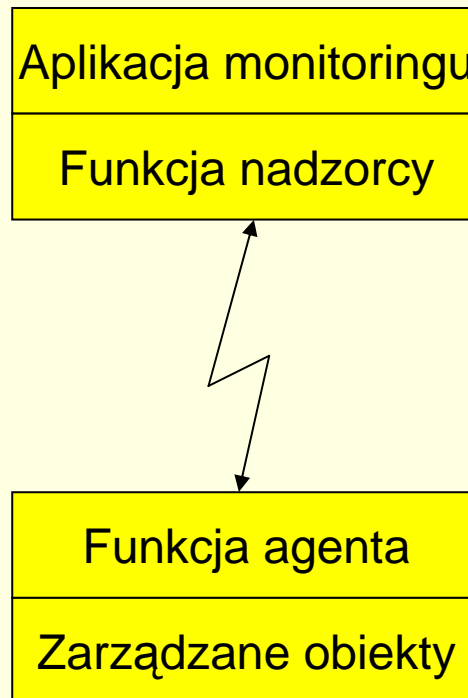 Aplikacja monitoringu
Funkcja nadzorcy
Funkcja agenta
Zarządzane obiekty